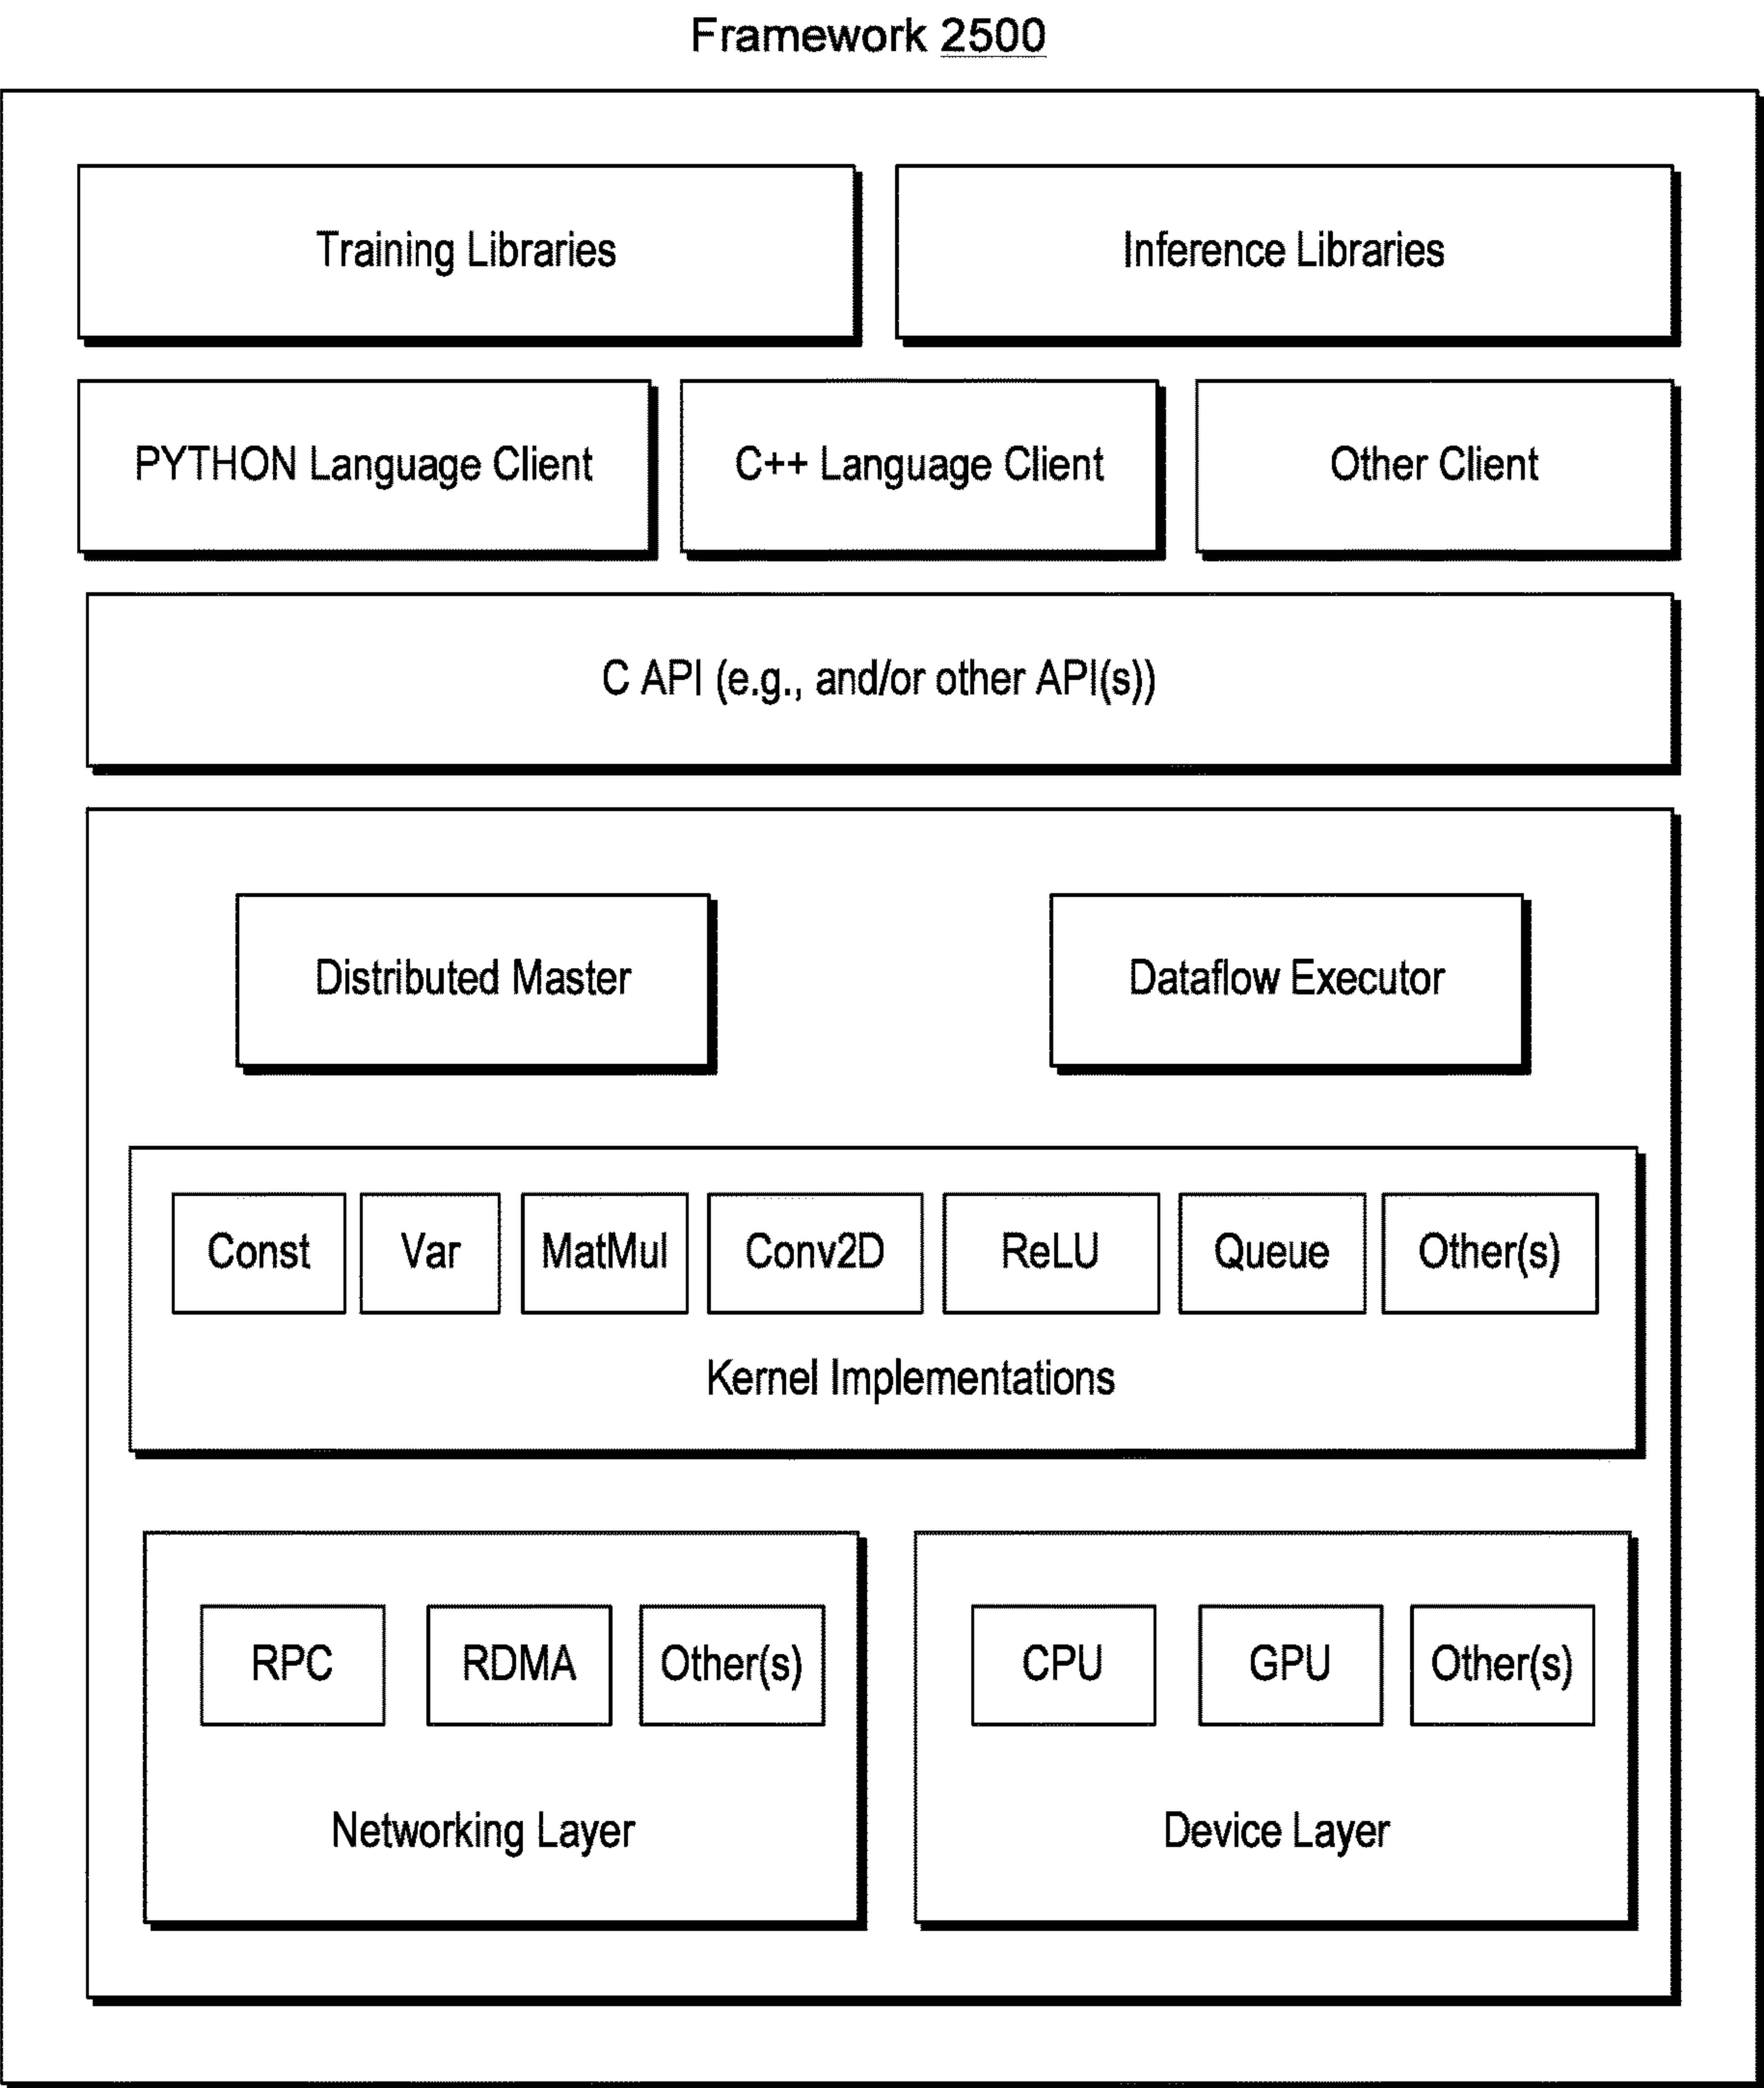 Framework 2500
Training Libraries
Inference Libraries
PYTHON Language Client
C++ Language Client
Other Client
C API (e.g., and/or other API(s))
Distributed Master
Dataflow Executor
Const
Var
MatMul
Conv2D
ReLU
Queue
Other(s)
Kernel Implementations
RPC
RDMA
Other(s)
Networking Layer
CPU
GPU
Other(s)
Device Layer